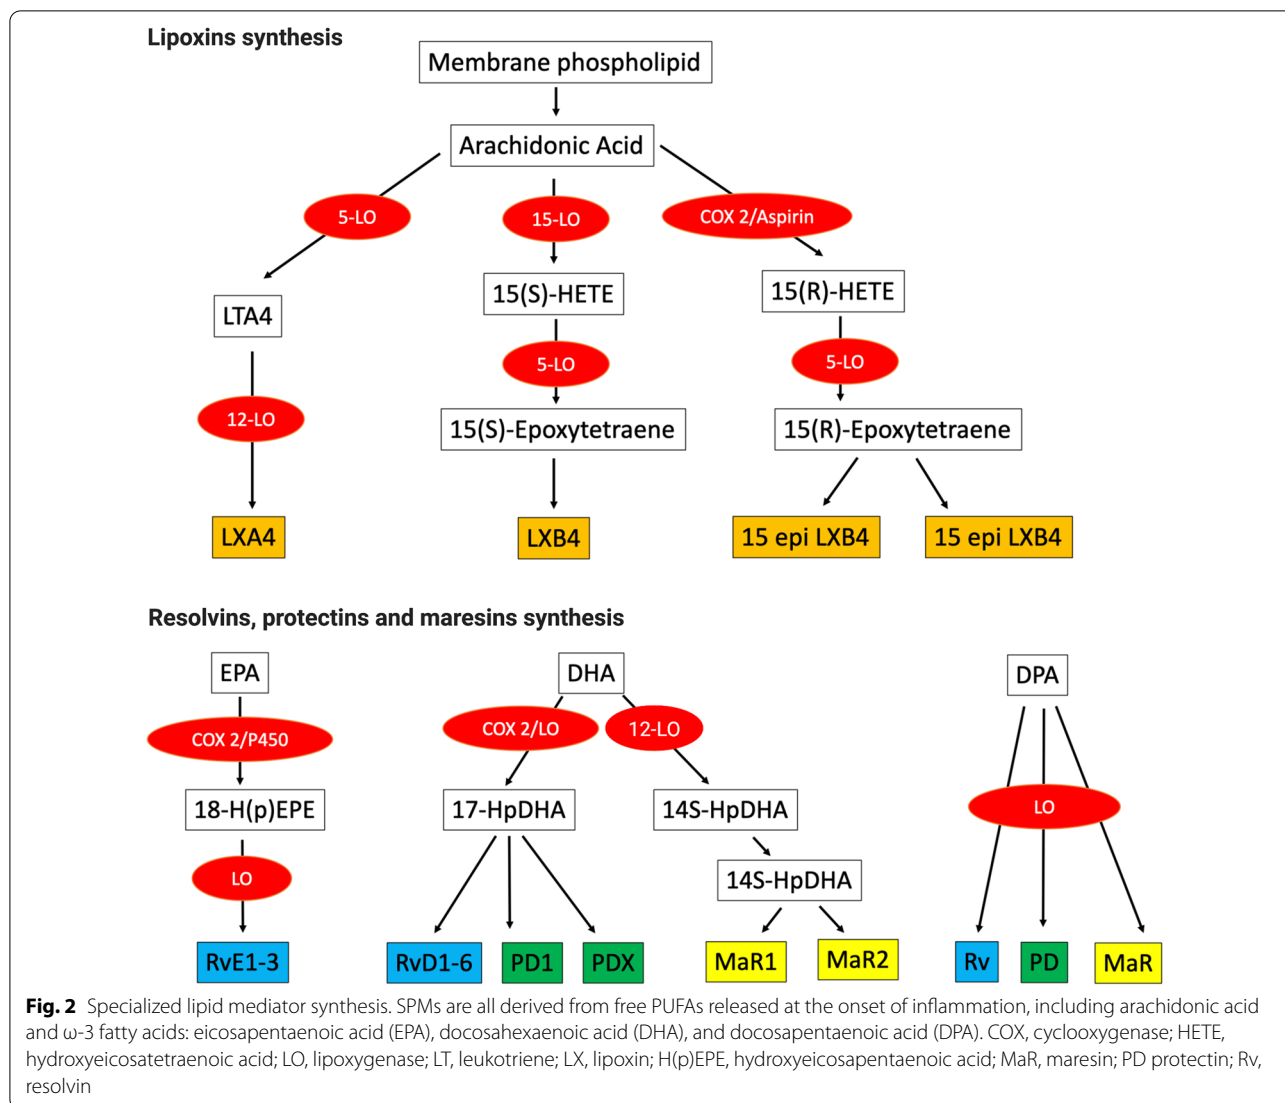 Lipoxins synthesis
Membrane phospholipid
Arachidonic Acid
5-LO
15-LO
COX 2/Aspirin
15(S)-HETE
15(R)-HETE
LTA4
5-LO
5-LO
12-LO
15(S)-Epoxytetraene
15(R)-Epoxytetraene
LXA4
LXB4
15 epi LXB4
15 epi LXB4
Resolvins, protectins and maresins synthesis
EPA
DHA
DPA
COX 2/P450
COX 2/LO
12-LO
18-H(p)EPE
17-HpDHA
14S-HpDHA
LO
LO
14S-HpDHA
RvE1-3
RvD1-6
PD1
PDX
MaR1
MaR2
Rv
PD
MaR
Fig. 2 Specialized lipid mediator synthesis. SPMs are all derived from free PUFAs released at the onset of inflammation, including arachidonic acid
and ω-3 fatty acids: eicosapentaenoic acid (EPA), docosahexaenoic acid (DHA), and docosapentaenoic acid (DPA). COX, cyclooxygenase; HETE,
hydroxyeicosatetraenoic acid; LO, lipoxygenase; LT, leukotriene; LX, lipoxin; H(p)EPE, hydroxyeicosapentaenoic acid; MaR, maresin; PD protectin; Rv,
resolvin